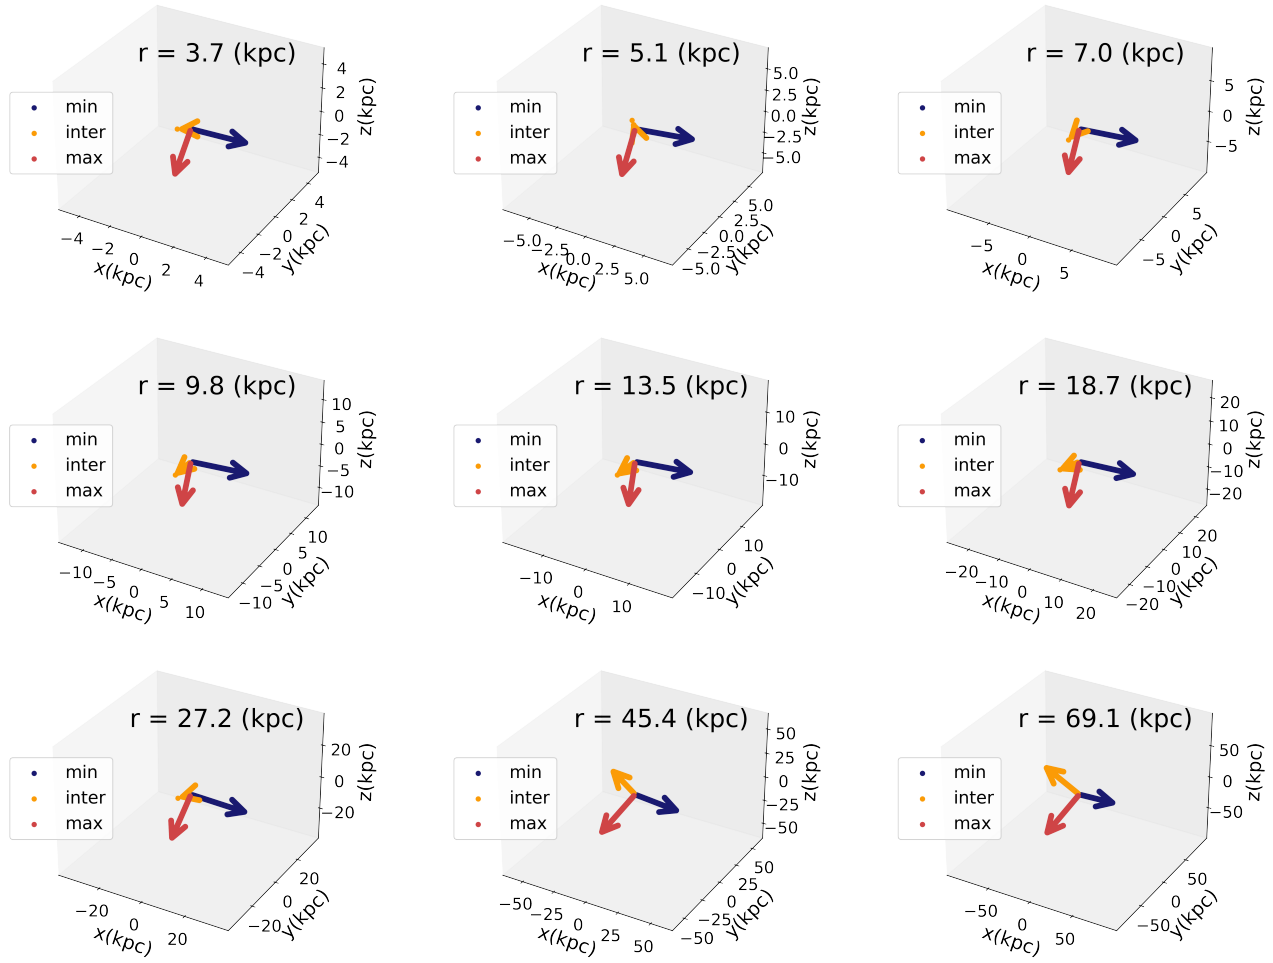 r = 3.7 (kpc)
min
inter
max
4
2
0
−2
−4
z(kpc)
−4
−2
0
2
4
x(kpc)
−4
−2
0
2
4
y(kpc)
r = 5.1 (kpc)
min
inter
max
5.0
2.5
0.0
−2.5
−5.0
z(kpc)
−5.0
−2.5
0.0
2.5
5.0
x(kpc)
−5.0
−2.5
0.0
2.5
5.0
y(kpc)
r = 7.0 (kpc)
min
inter
max
5
0
−5
z(kpc)
−5
0
5
x(kpc)
−5
0
5
y(kpc)
r = 9.8 (kpc)
min
inter
max
10
5
0
−5
−10
z(kpc)
−10
−5
0
5
10
x(kpc)
−10
−5
0
5
10
y(kpc)
r = 13.5 (kpc)
min
inter
max
10
0
−10
z(kpc)
−10
0
10
x(kpc)
−10
0
10
y(kpc)
r = 18.7 (kpc)
min
inter
max
20
10
0
−10
−20
z(kpc)
−20
−10
0
10
20
x(kpc)
−20
−10
0
10
20
y(kpc)
r = 27.2 (kpc)
min
inter
max
20
0
−20
z(kpc)
−20
0
20
x(kpc)
−20
0
20
y(kpc)
r = 45.4 (kpc)
min
inter
max
50
25
0
−25
−50
z(kpc)
−50
−25
0
25
50
x(kpc)
−50
−25
0
25
50
y(kpc)
r = 69.1 (kpc)
min
inter
max
50
0
−50
z(kpc)
−50
0
50
x(kpc)
−50
0
50
y(kpc)